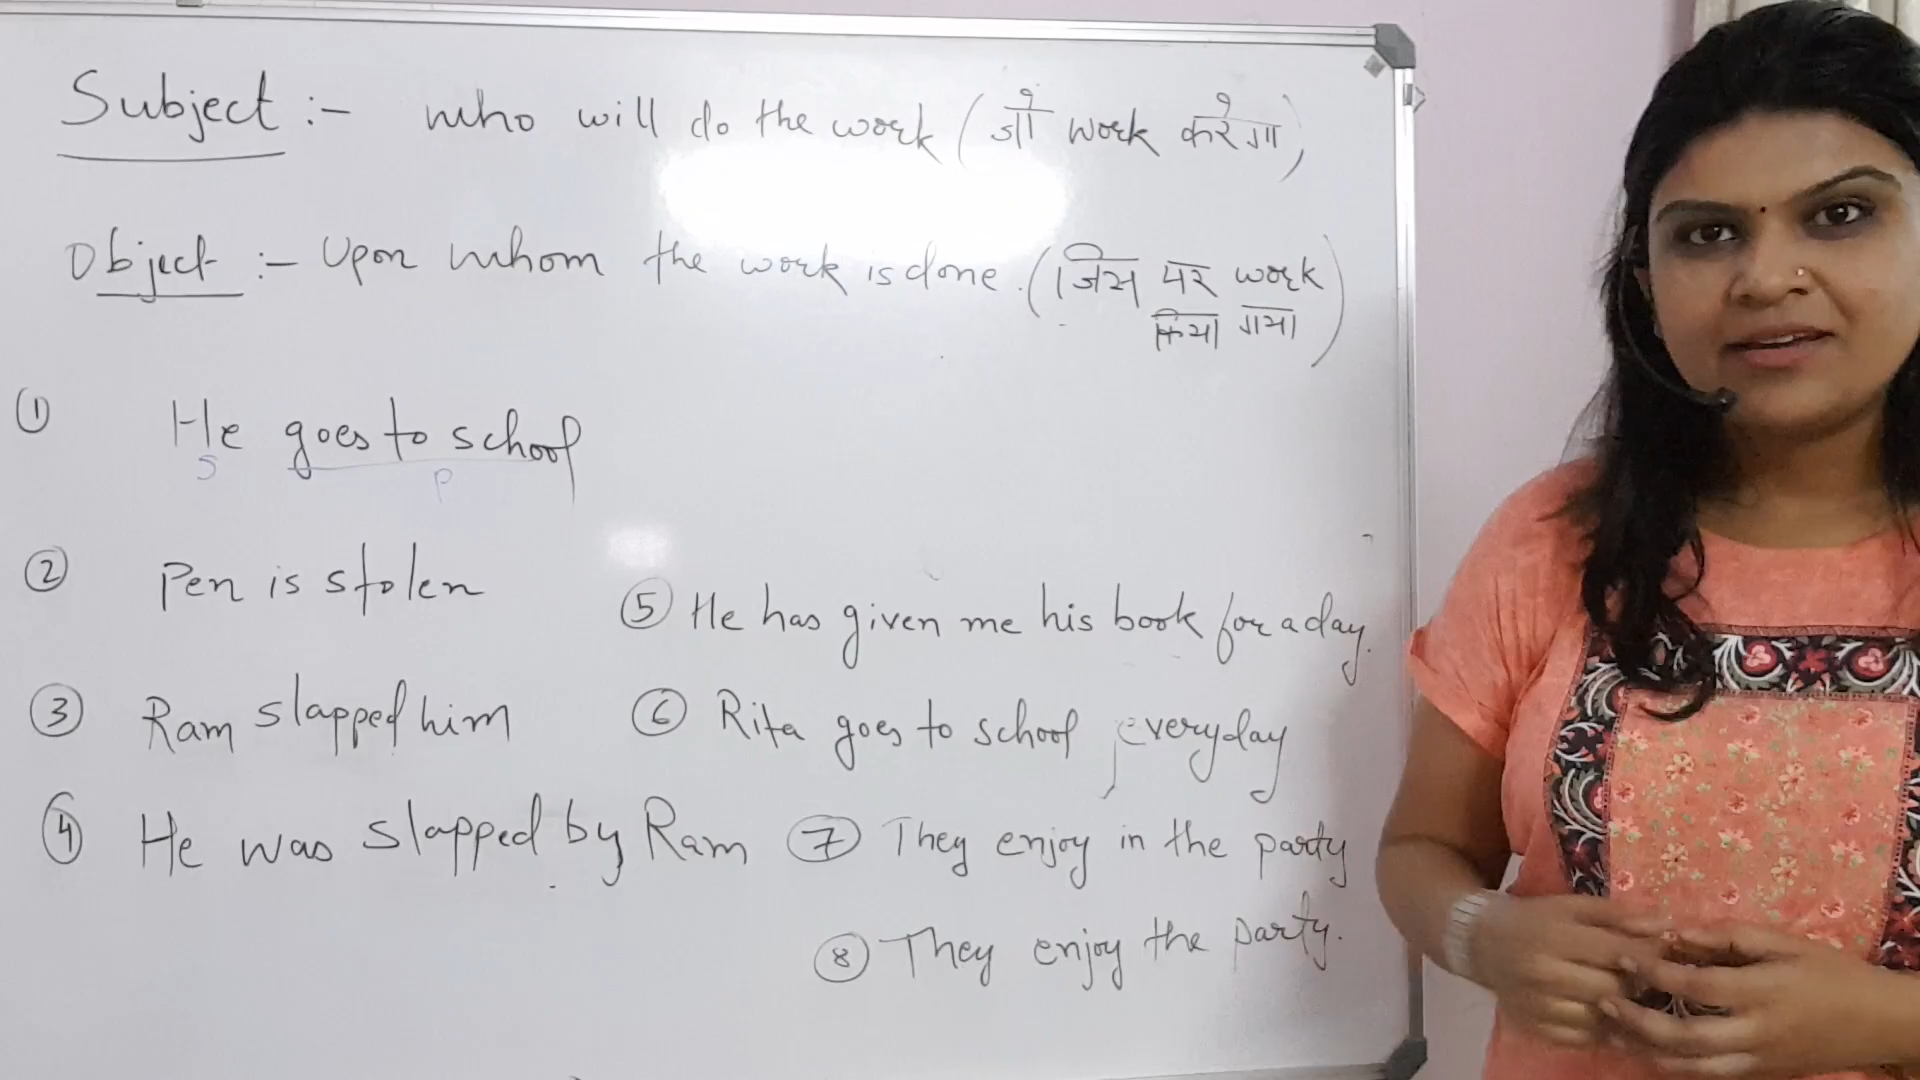 Subject :- who will do the work (जो work करेगा)
Object :- Upon whom the work is done. (जिस पर work
किया गया)
① He goes to school
S P
② Pen is stolen
③ Ram slapped him
④ He was slapped by Ram
⑤ He has given me his book for a day.
⑥ Rita goes to school everyday
⑦ They enjoy in the party
⑧ They enjoy the party.